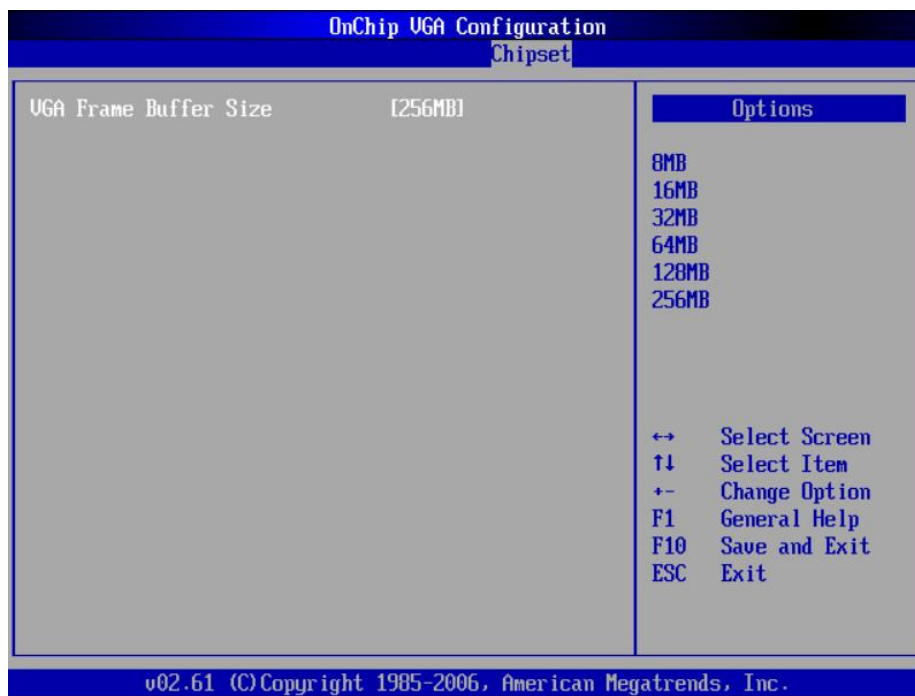 OnChip VGA Configuration
Chipset
VGA Frame Buffer Size [256MB]
Options
8MB
16MB
32MB
64MB
128MB
256MB
←→ Select Screen
↑↓ Select Item
+- Change Option
F1 General Help
F10 Save and Exit
ESC Exit
v02.61 (C)Copyright 1985-2006, American Megatrends, Inc.